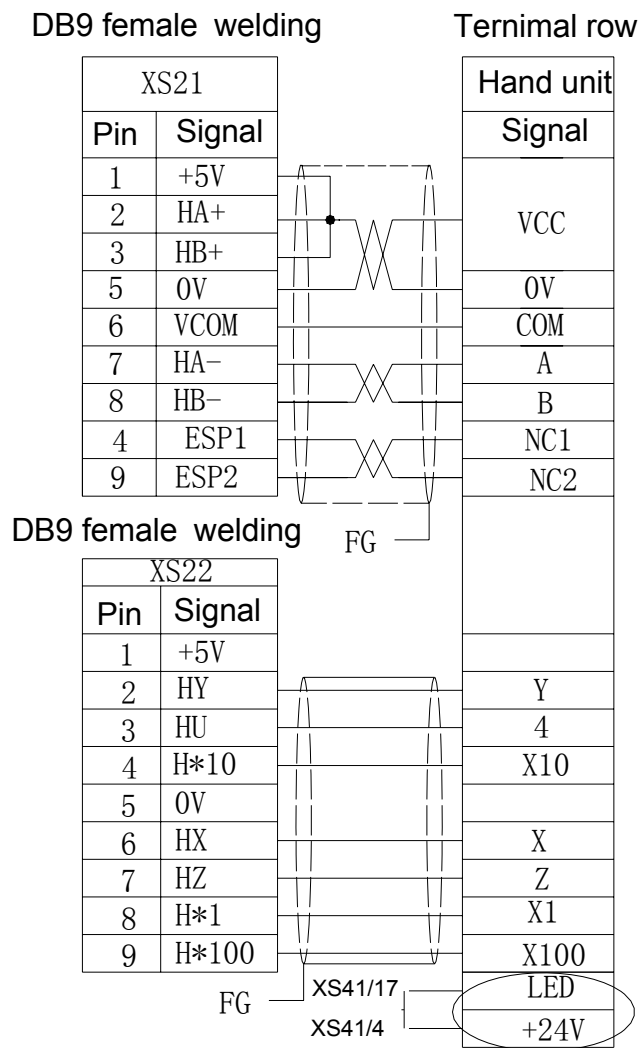 DB9 female welding Ternimal row
XS21 Hand unit
Pin Signal Signal
1 +5V
2 HA+ VCC
3 HB+
5 0V 0V
6 VCOM COM
7 HA- A
8 HB- B
4 ESP1 NC1
9 ESP2 NC2
DB9 female welding FG
XS22
Pin Signal
1 +5V
2 HY Y
3 HU 4
4 H*10 X10
5 0V
6 HX X
7 HZ Z
8 H*1 X1
9 H*100 X100
FG XS41/17 LED
XS41/4 +24V